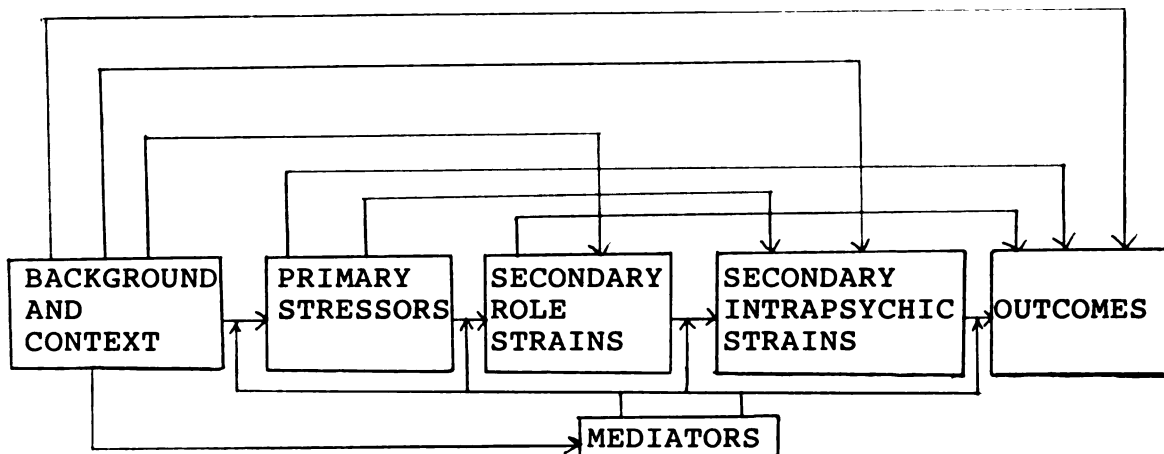 BACKGROUND
AND
CONTEXT
PRIMARY
STRESSORS
SECONDARY
ROLE
STRAINS
SECONDARY
INTRAPSYCHIC
STRAINS
OUTCOMES
MEDIATORS